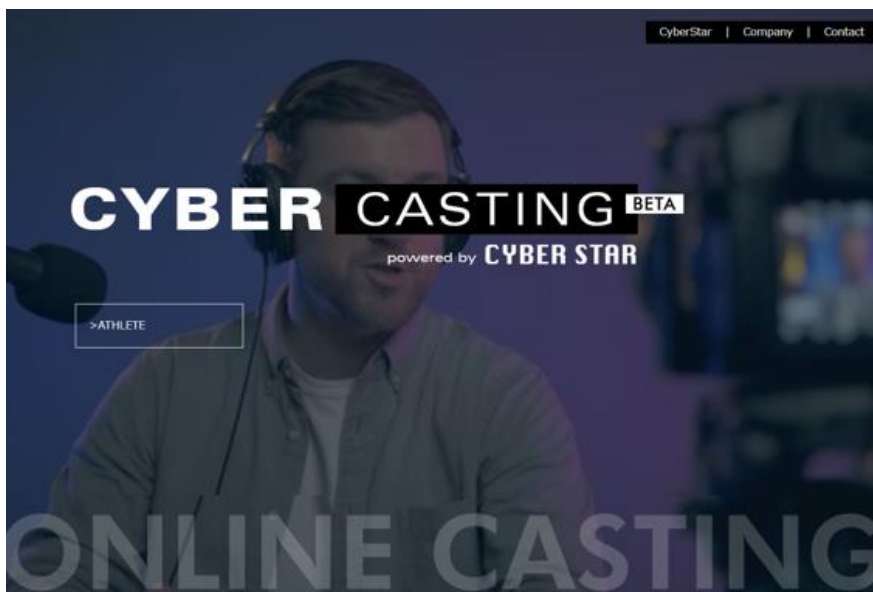 CyberStar | Company | Contact
CYBER CASTING BETA
powered by CYBER STAR
>ATHLETE
ONLINE CASTING